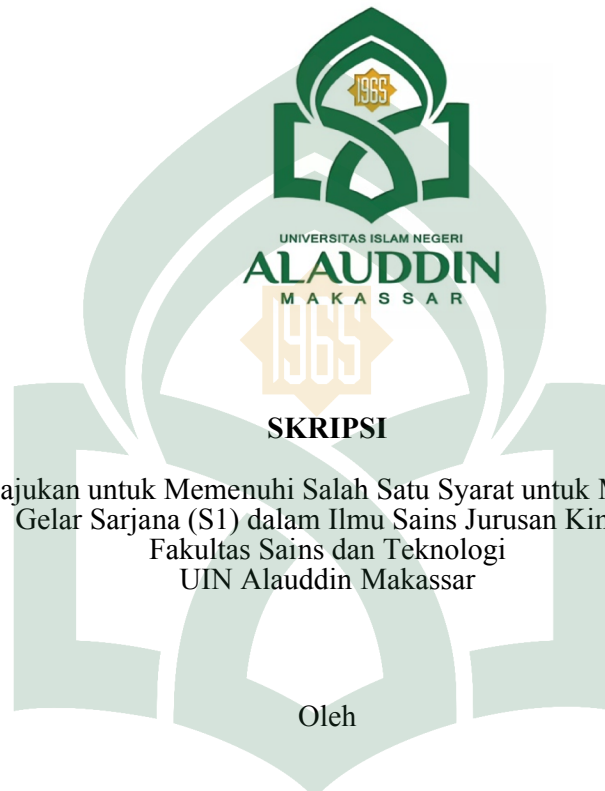 1965
UNIVERSITAS ISLAM NEGERI
ALAUDDIN
MAKASSAR
1965
SKRIPSI
ajukan untuk Memenuhi Salah Satu Syarat untuk
Gelar Sarjana (S1) dalam Ilmu Sains Jurusan
Fakultas Sains dan Teknologi
UIN Alauddin Makassar
Oleh